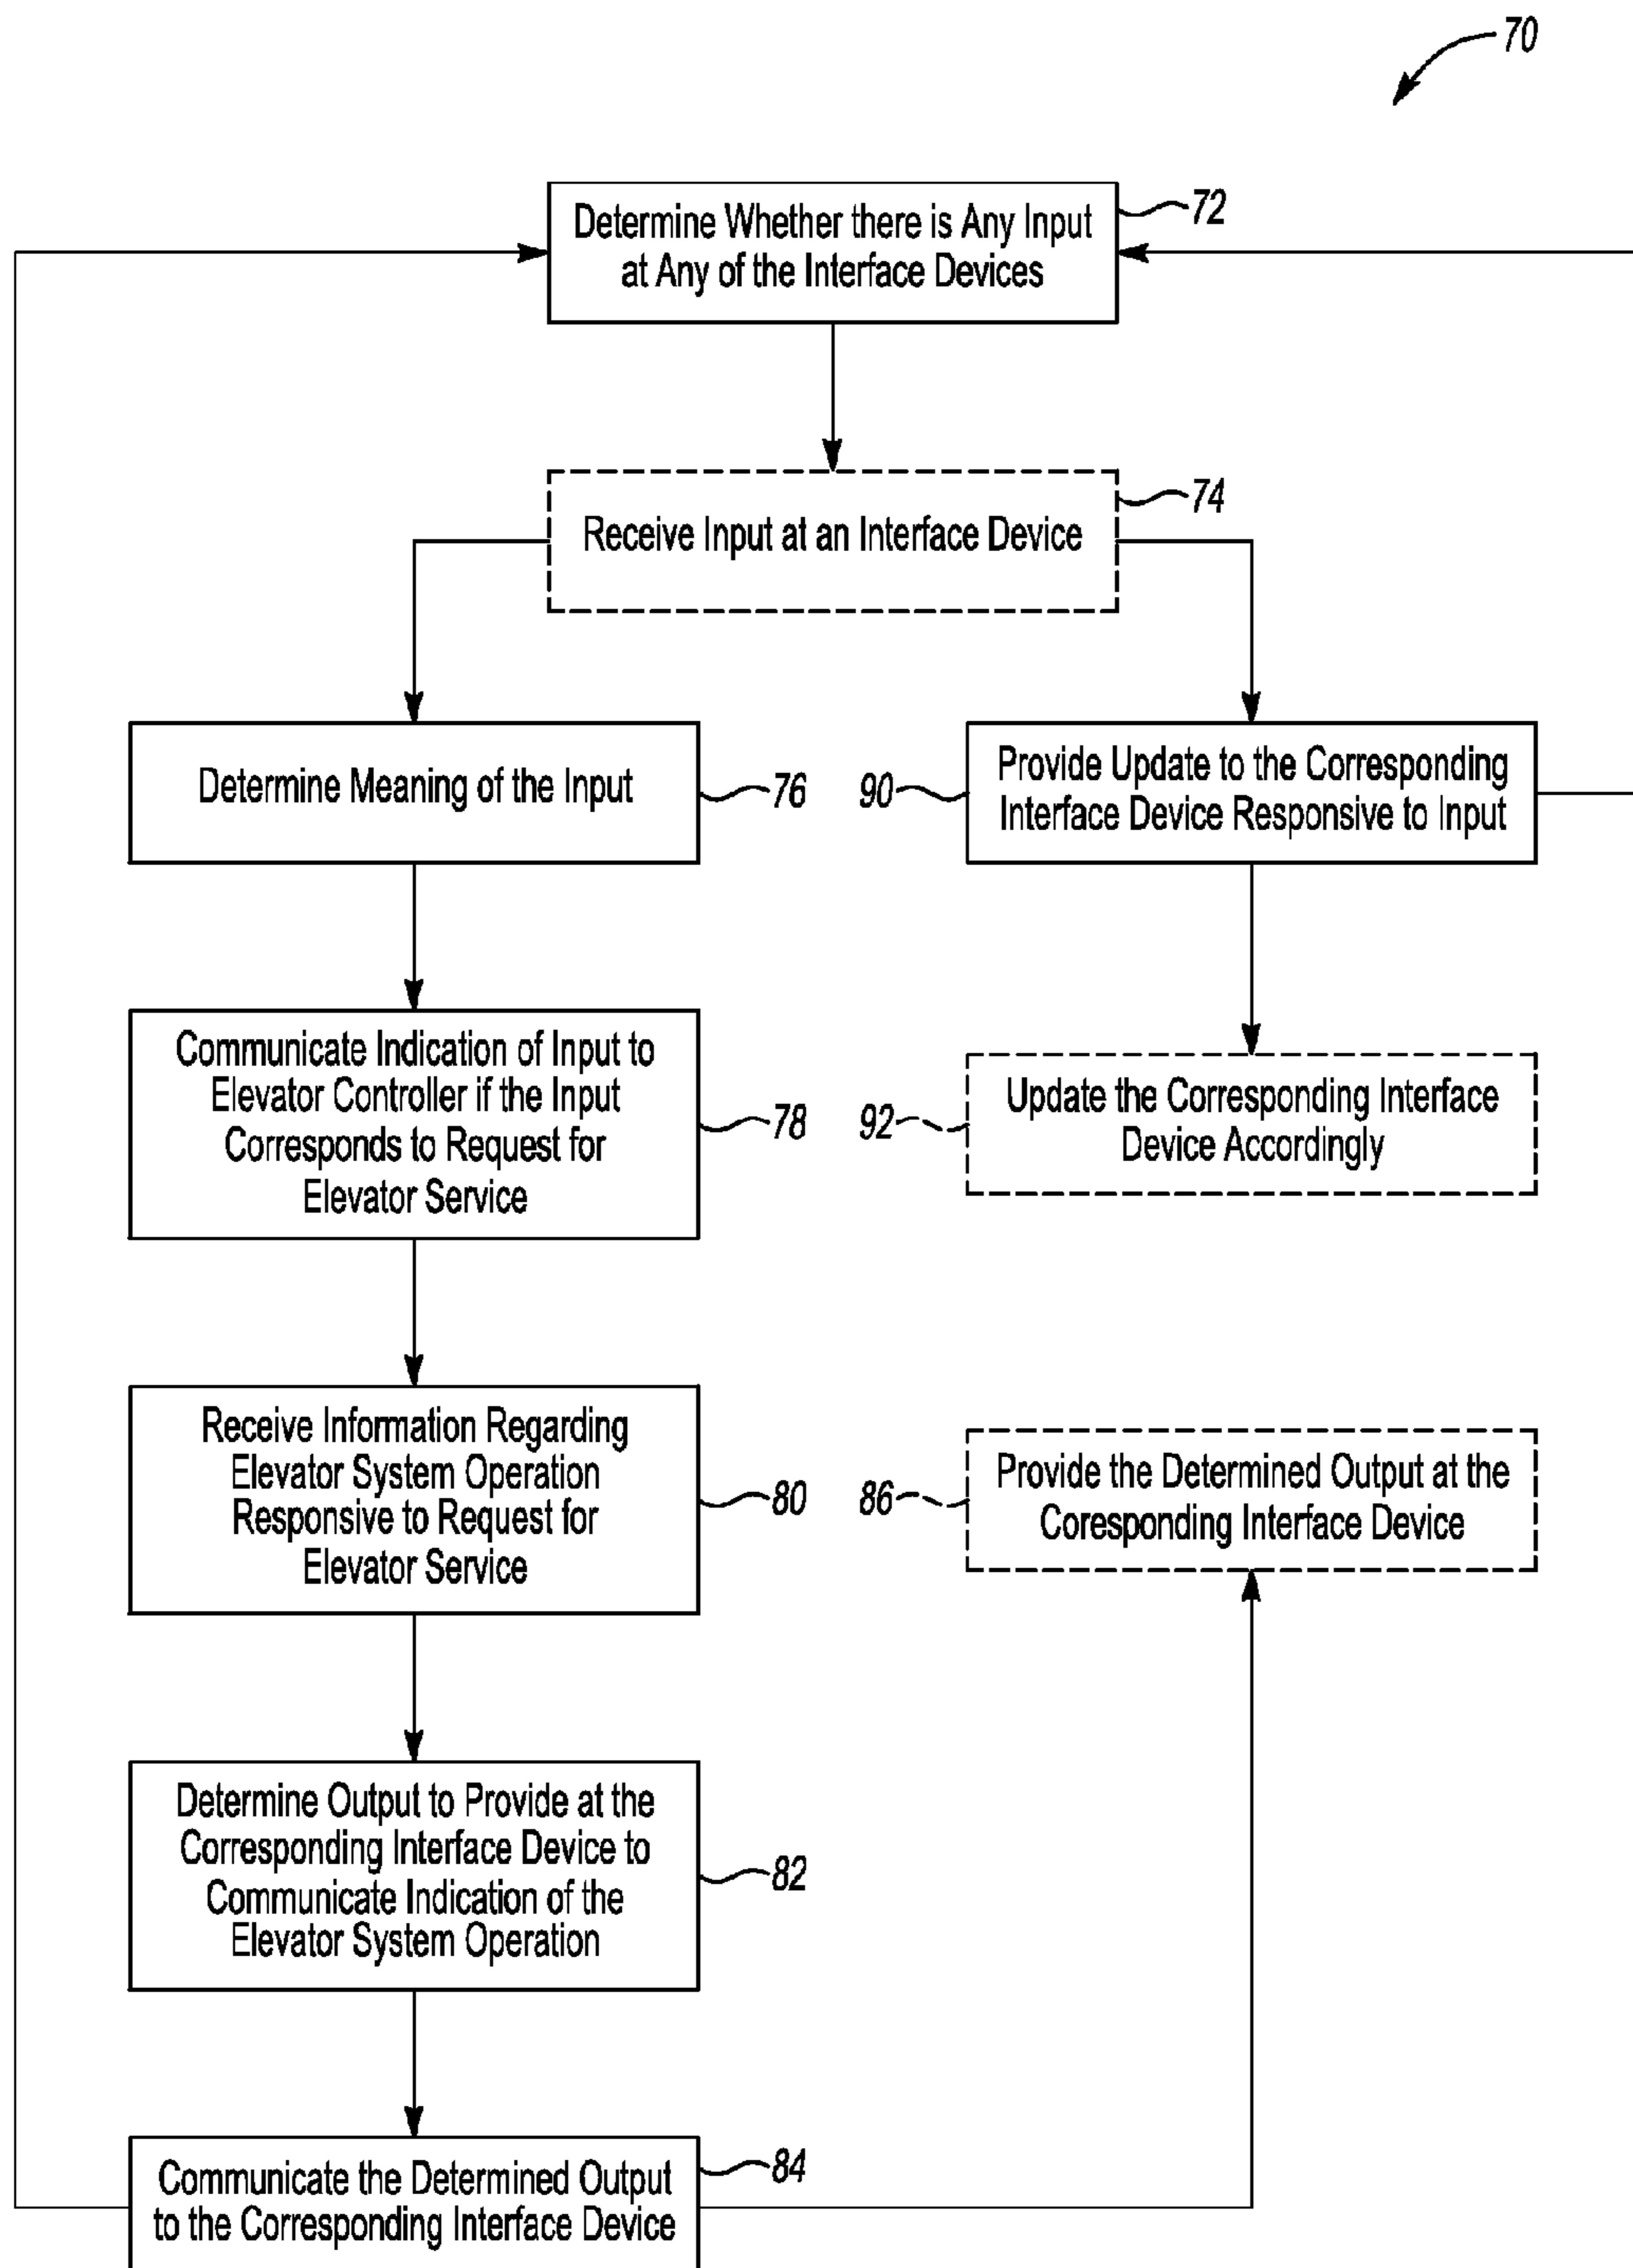 70
Determine Whether there is Any Input
at Any of the Interface Devices
72
Receive Input at an Interface Device
74
Determine Meaning of the Input
76
90
Provide Update to the Corresponding
Interface Device Responsive to Input
Communicate Indication of Input to
Elevator Controller if the Input
Corresponds to Request for
Elevator Service
78
92
Update the Corresponding Interface
Device Accordingly
Receive Information Regarding
Elevator System Operation
Responsive to Request for
Elevator Service
80
86
Provide the Determined Output at the
Coresponding Interface Device
Determine Output to Provide at the
Corresponding Interface Device to
Communicate Indication of the
Elevator System Operation
82
Communicate the Determined Output
to the Corresponding Interface Device
84